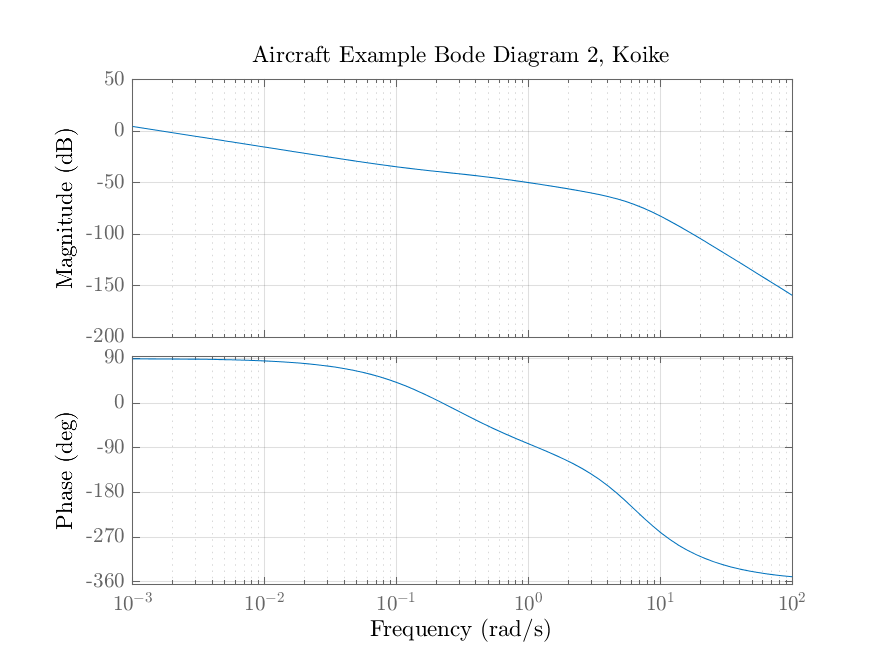 Aircraft Example Bode Diagram 2, Koike
50
0
-50
-100
-150
-200
Magnitude (dB)
90
0
-90
-180
-270
-360
Phase (deg)
10^{-3} 10^{-2} 10^{-1} 10^{0} 10^{1} 10^{2}
Frequency (rad/s)